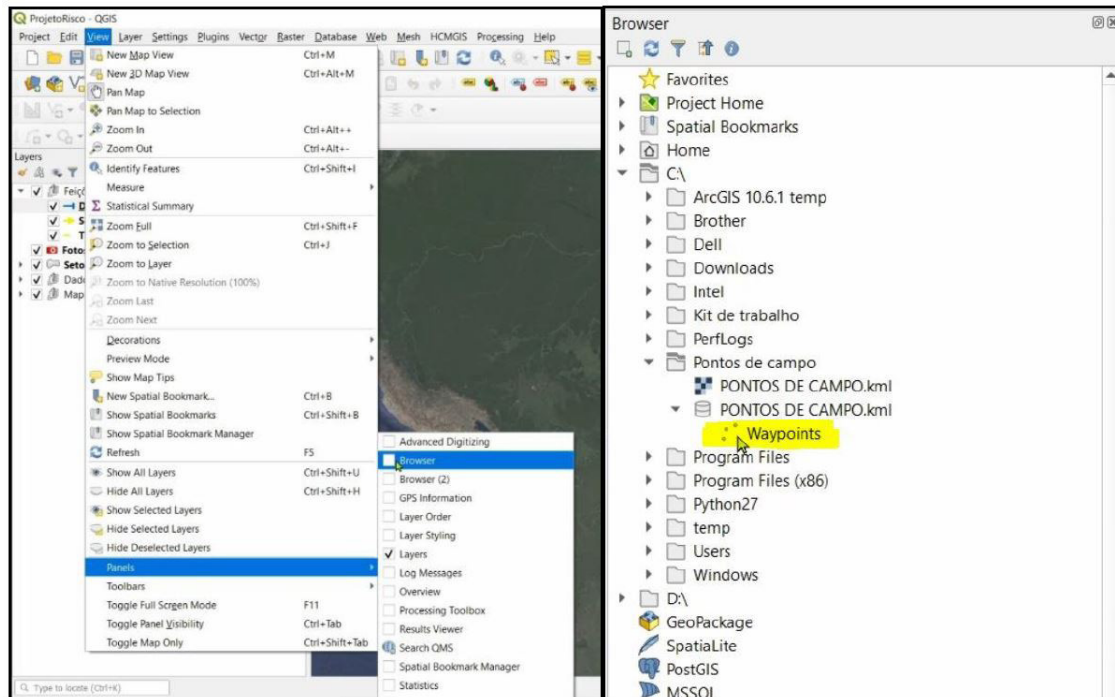 ProjetoRisco - QGIS
Project Edit View Layer Settings Plugins Vector Raster Database Web Mesh HCMGIS Processing Help
New Map View Ctrl+M
New 3D Map View Ctrl+Alt+M
Pan Map
Pan Map to Selection
Zoom In Ctrl+Alt++
Zoom Out Ctrl+Alt+-
Identify Features Ctrl+Shift+I
Measure
Statistical Summary
Zoom Full Ctrl+Shift+F
Zoom to Selection Ctrl+J
Zoom to Layer
Zoom to Native Resolution (100%)
Zoom Last
Zoom Next
Decorations
Preview Mode
Show Map Tips
New Spatial Bookmark... Ctrl+B
Show Spatial Bookmarks Ctrl+Shift+B
Show Spatial Bookmark Manager
Refresh F5
Show All Layers Ctrl+Shift+U
Hide All Layers Ctrl+Shift+H
Show Selected Layers
Hide Selected Layers
Hide Deselected Layers
Panels
Toolbars
Toggle Full Screen Mode F11
Toggle Panel Visibility Ctrl+Tab
Toggle Map Only Ctrl+Shift+Tab
Layers
Feiçõ
D
S
T
Fotos
Seto
Dado
Map
Type to locate (Ctrl+K)
Advanced Digitizing
Browser
Browser (2)
GPS Information
Layer Order
Layer Styling
Layers
Log Messages
Overview
Processing Toolbox
Results Viewer
Search QMS
Spatial Bookmark Manager
Statistics
Browser
Favorites
Project Home
Spatial Bookmarks
Home
C:\
ArcGIS 10.6.1 temp
Brother
Dell
Downloads
Intel
Kit de trabalho
PerfLogs
Pontos de campo
PONTOS DE CAMPO.kml
PONTOS DE CAMPO.kml
Waypoints
Program Files
Program Files (x86)
Python27
temp
Users
Windows
D:\
GeoPackage
SpatiaLite
PostGIS
MSSQL